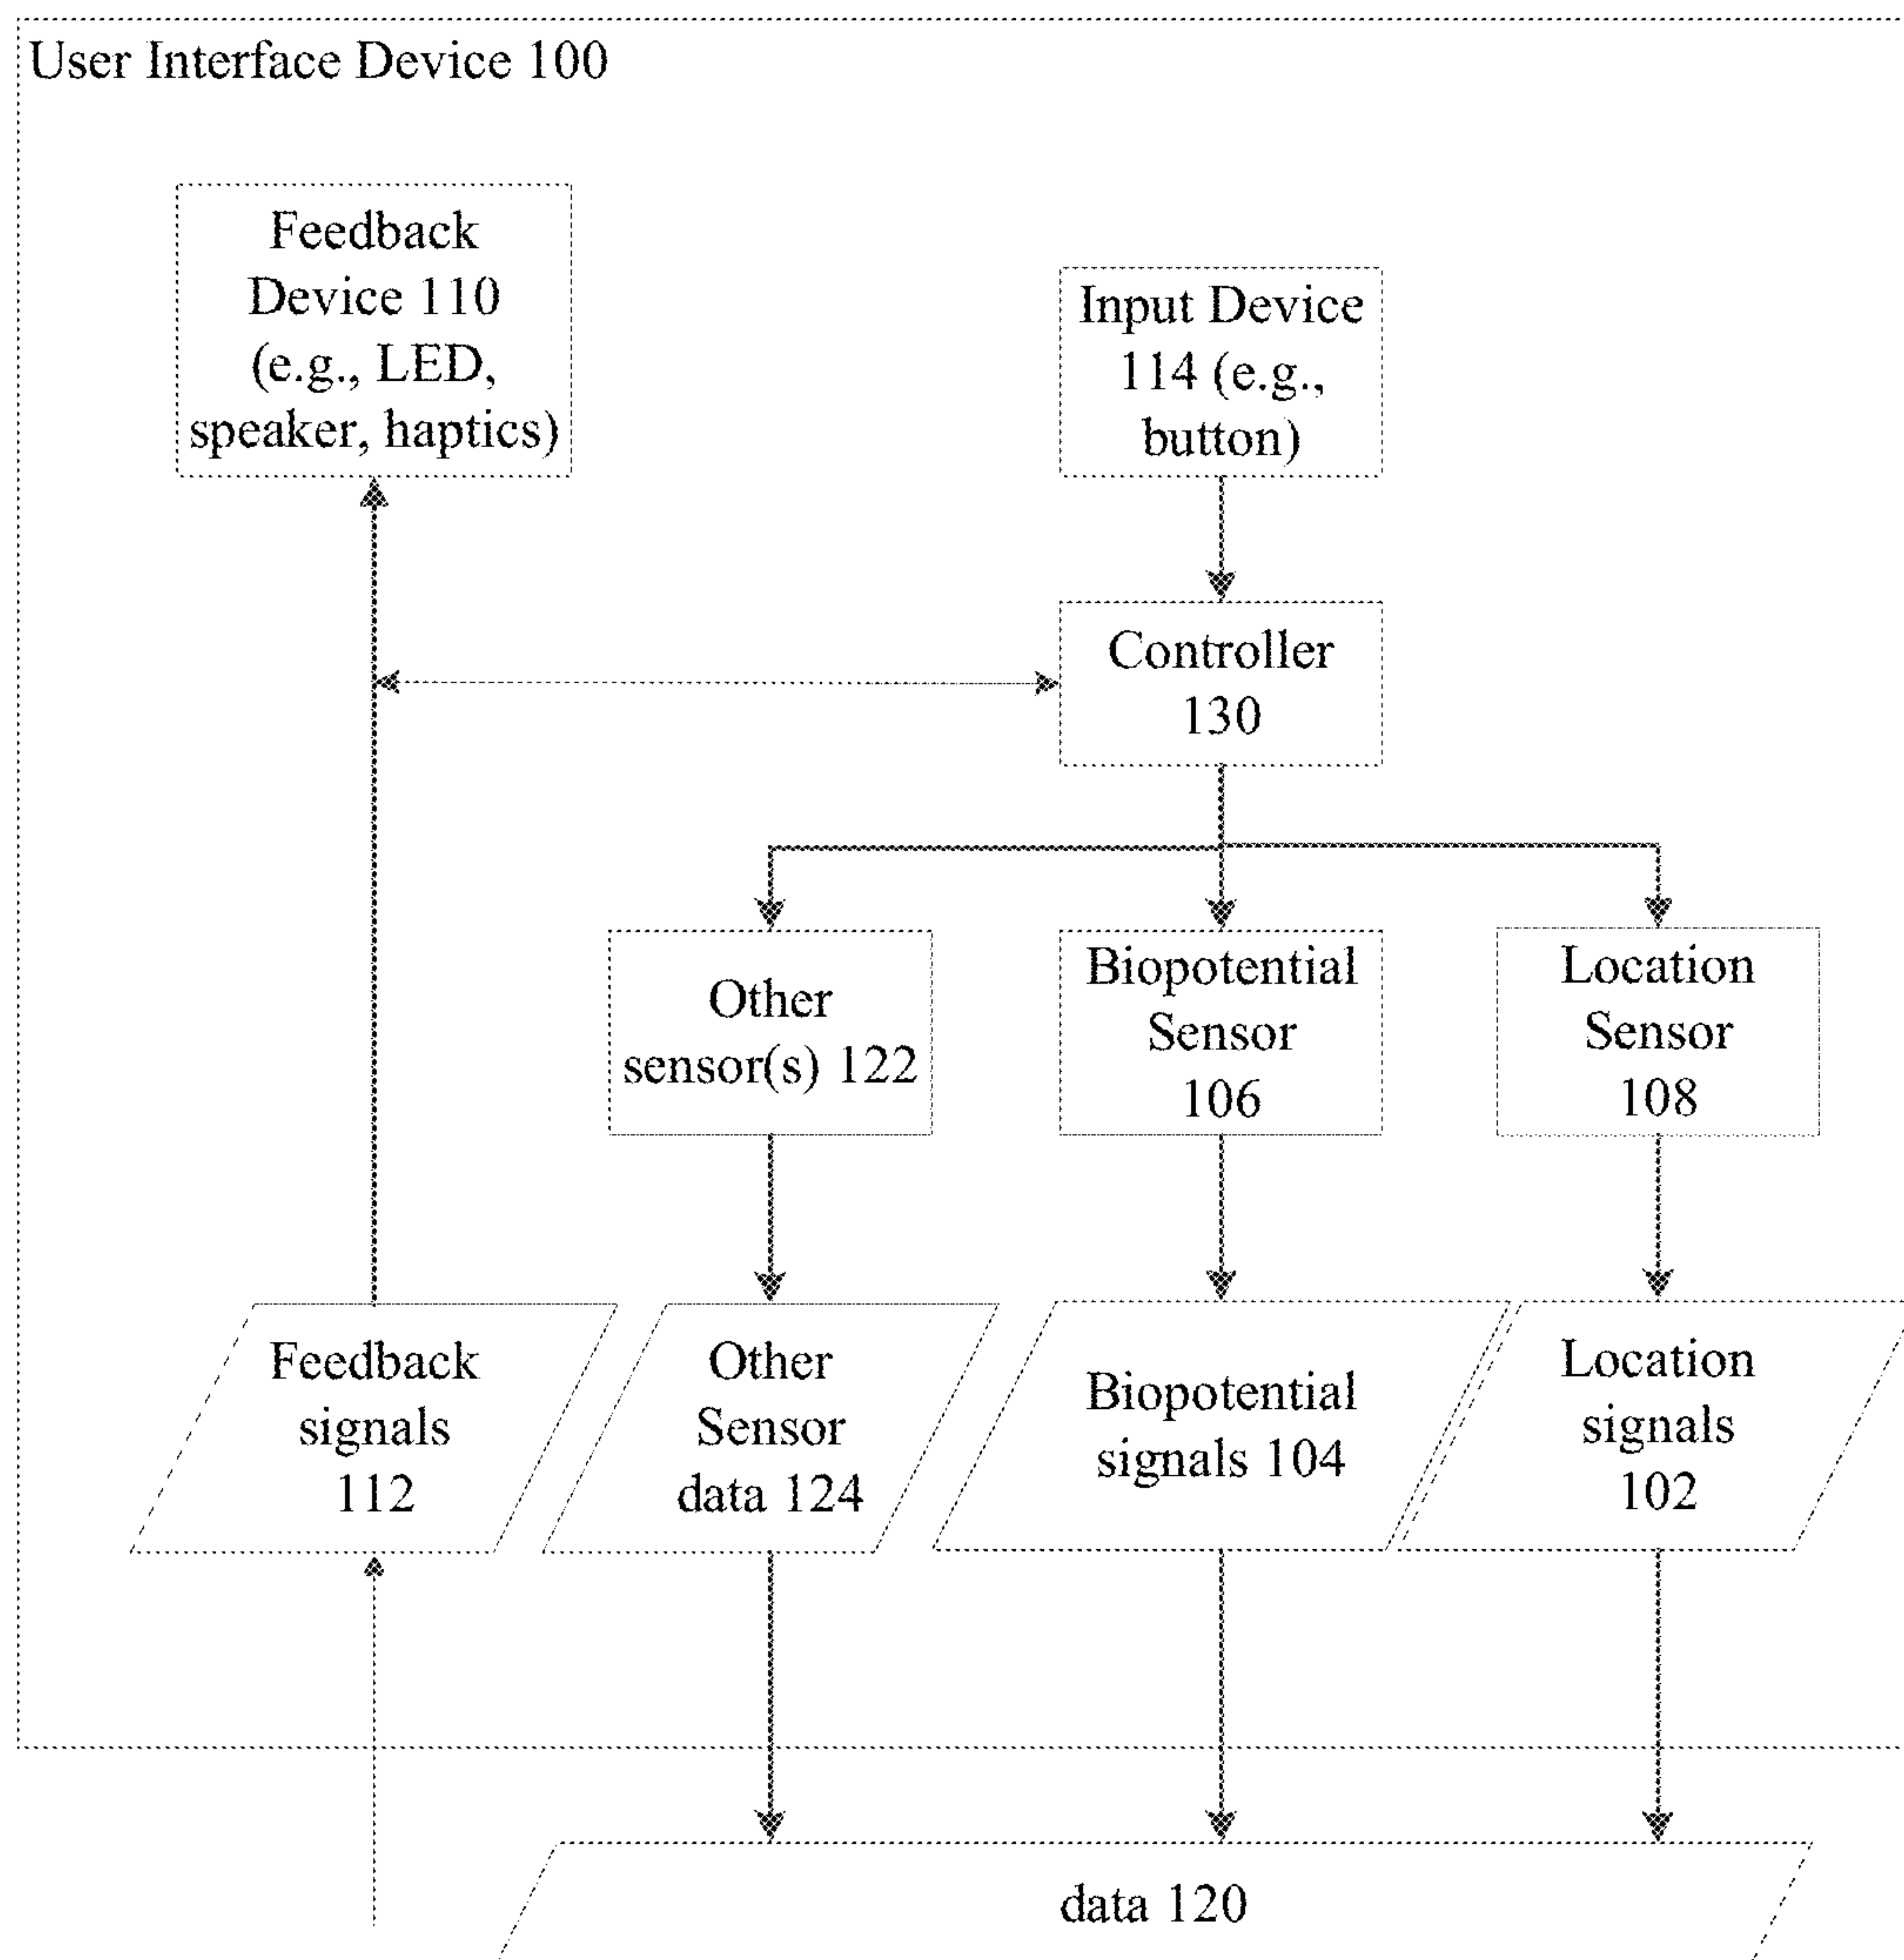 User Interface Device 100
Feedback
Device 110
(e.g., LED,
speaker, haptics)
Input Device
114 (e.g.,
button)
Controller
130
Other
sensor(s) 122
Biopotential
Sensor
106
Location
Sensor
108
Feedback
signals
112
Other
Sensor
data 124
Biopotential
signals 104
Location
signals
102
data 120